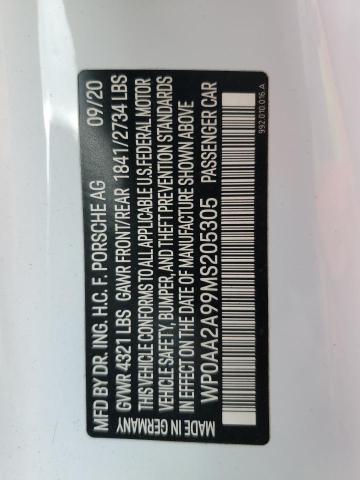 MFD BY DR. ING. H.C. F. PORSCHE AG 09/20
GVWR 4321 LBS GAWR FRONT/REAR 1841/2734 LBS
THIS VEHICLE CONFORMS TO ALL APPLICABLE U.S. FEDERAL MOTOR
VEHICLE SAFETY, BUMPER, AND THEFT PREVENTION STANDARDS
IN EFFECT ON THE DATE OF MANUFACTURE SHOWN ABOVE
WP0AA2A99MS205305 PASSENGER CAR
MADE IN GERMANY
992.010.016.A